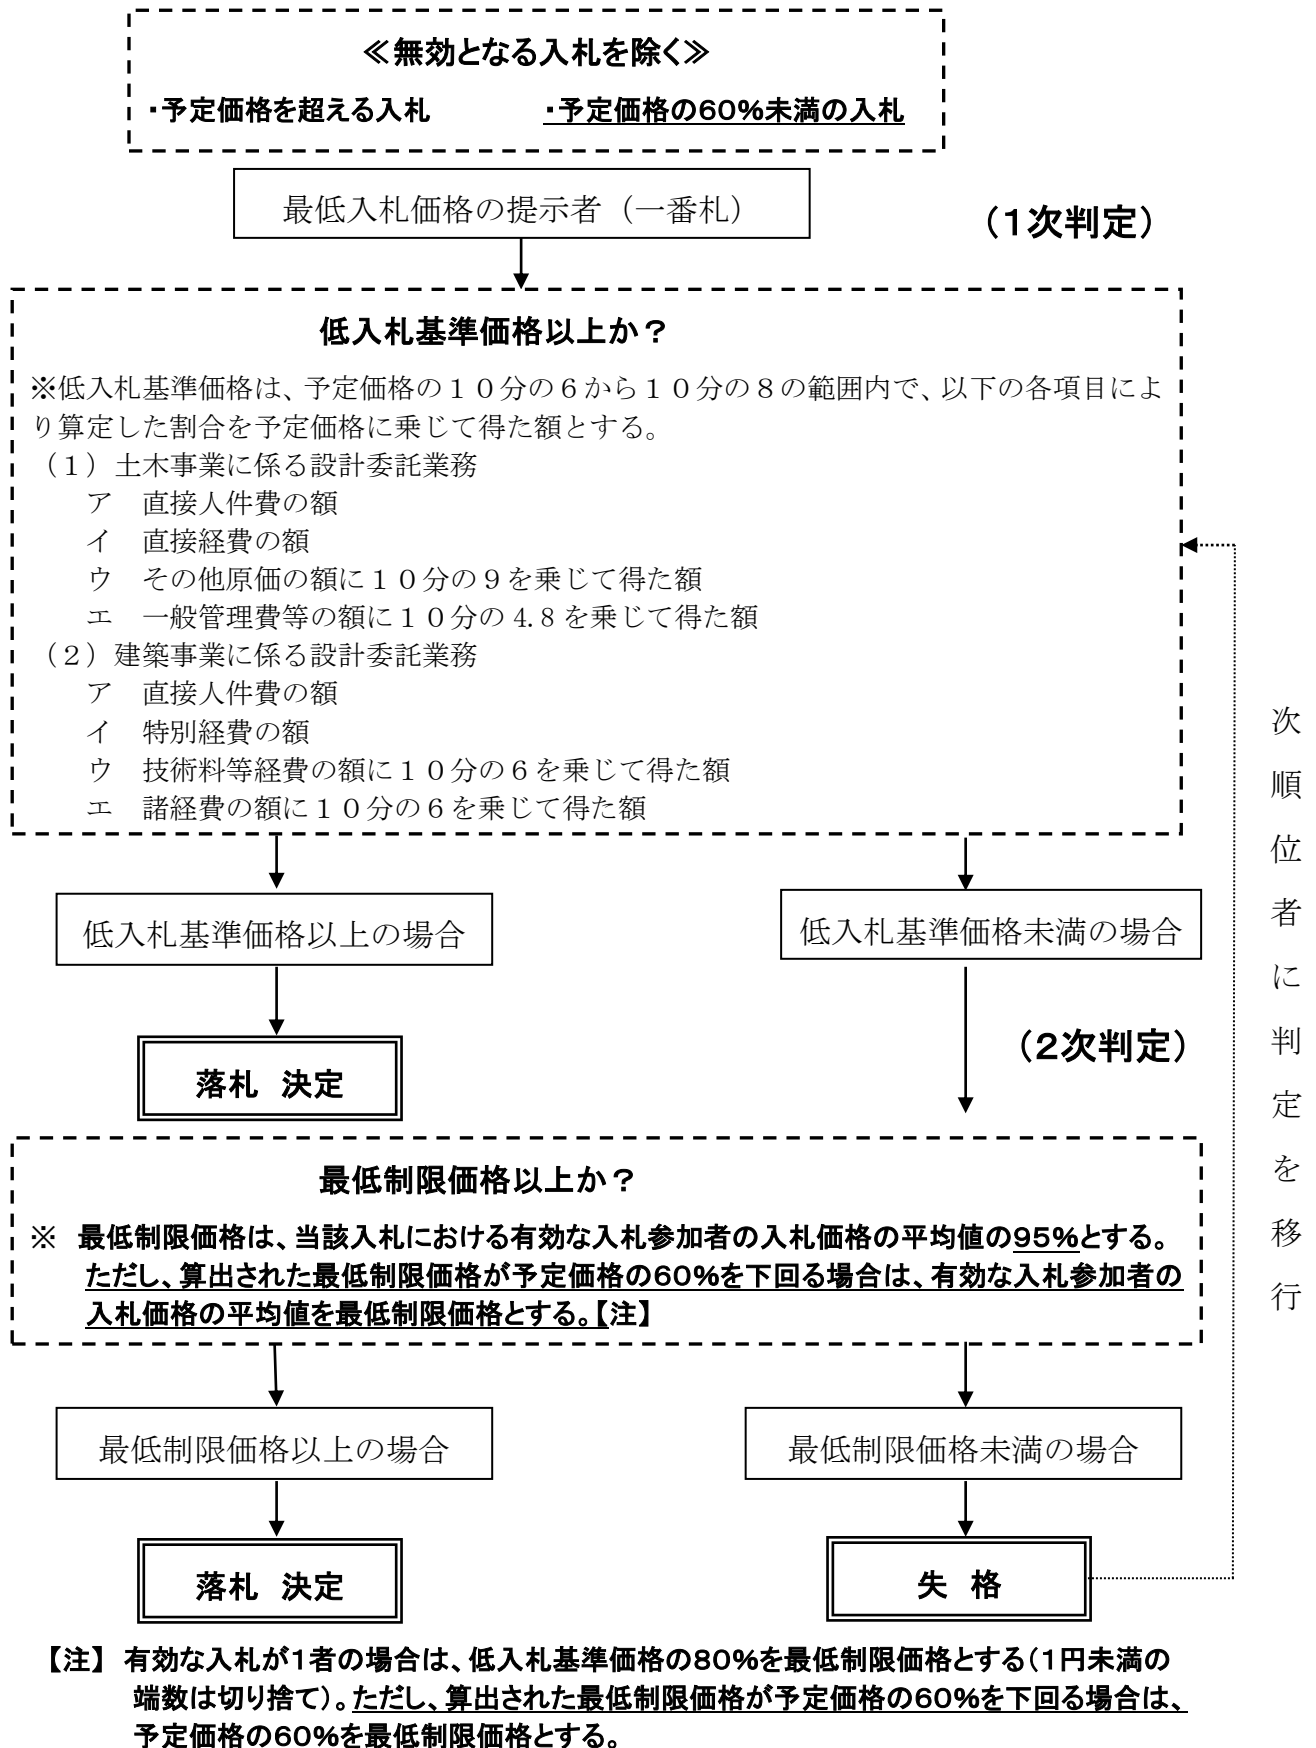 ≪無効となる入札を除く≫
・予定価格を超える入札　　・予定価格の60%未満の入札
最低入札価格の提示者（一番札）
（1次判定）
低入札基準価格以上か？
※低入札基準価格は、予定価格の１０分の６から１０分の８の範囲内で、以下の各項目によ
り算定した割合を予定価格に乗じて得た額とする。
（１）土木事業に係る設計委託業務
ア　直接人件費の額
イ　直接経費の額
ウ　その他原価の額に１０分の９を乗じて得た額
エ　一般管理費等の額に１０分の 4.8 を乗じて得た額
（２）建築事業に係る設計委託業務
ア　直接人件費の額
イ　特別経費の額
ウ　技術料等経費の額に１０分の６を乗じて得た額
エ　諸経費の額に１０分の６を乗じて得た額
低入札基準価格以上の場合
低入札基準価格未満の場合
落札　決定
（2次判定）
次順位者に判定を移行
最低制限価格以上か？
※　最低制限価格は、当該入札における有効な入札参加者の入札価格の平均値の95%とする。
ただし、算出された最低制限価格が予定価格の60%を下回る場合は、有効な入札参加者の
入札価格の平均値を最低制限価格とする。【注】
最低制限価格以上の場合
最低制限価格未満の場合
落札　決定
失　格
【注】 有効な入札が1者の場合は、低入札基準価格の80%を最低制限価格とする（1円未満の
端数は切り捨て）。ただし、算出された最低制限価格が予定価格の60%を下回る場合は、
予定価格の60%を最低制限価格とする。